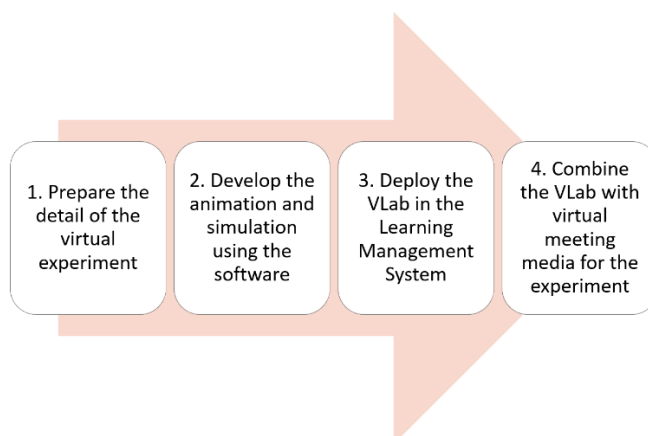 1. Prepare the
detail of the
virtual
experiment
2. Develop the
animation and
simulation
using the
software
3. Deploy the
VLab in the
Learning
Management
System
4. Combine
the VLab with
virtual
meeting
media for the
experiment